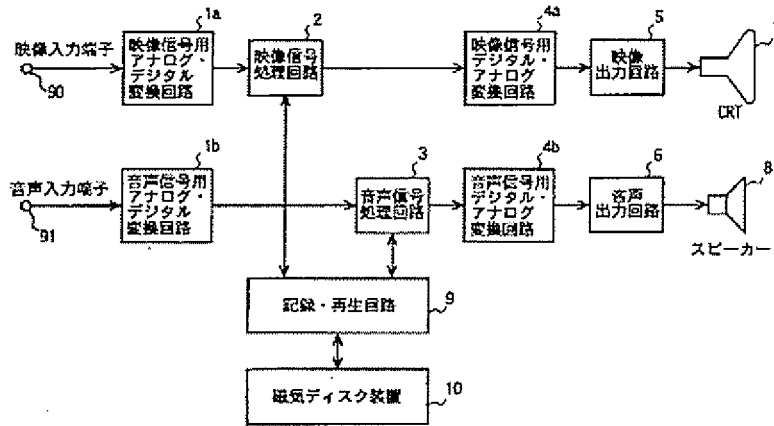 1a
2
4a
5
映像入力端子
90
映像信号用
アナログ・
デジタル
変換回路
映像信号
処理回路
映像信号用
デジタル・
アナログ
変換回路
映像
出力回路
CRT
1b
3
4b
6
8
音声入力端子
91
音声信号用
アナログ・
デジタル
変換回路
音声信号
処理回路
音声信号用
デジタル・
アナログ
変換回路
音声
出力回路
スピーカー
記録・再生回路
9
磁気ディスク装置
10